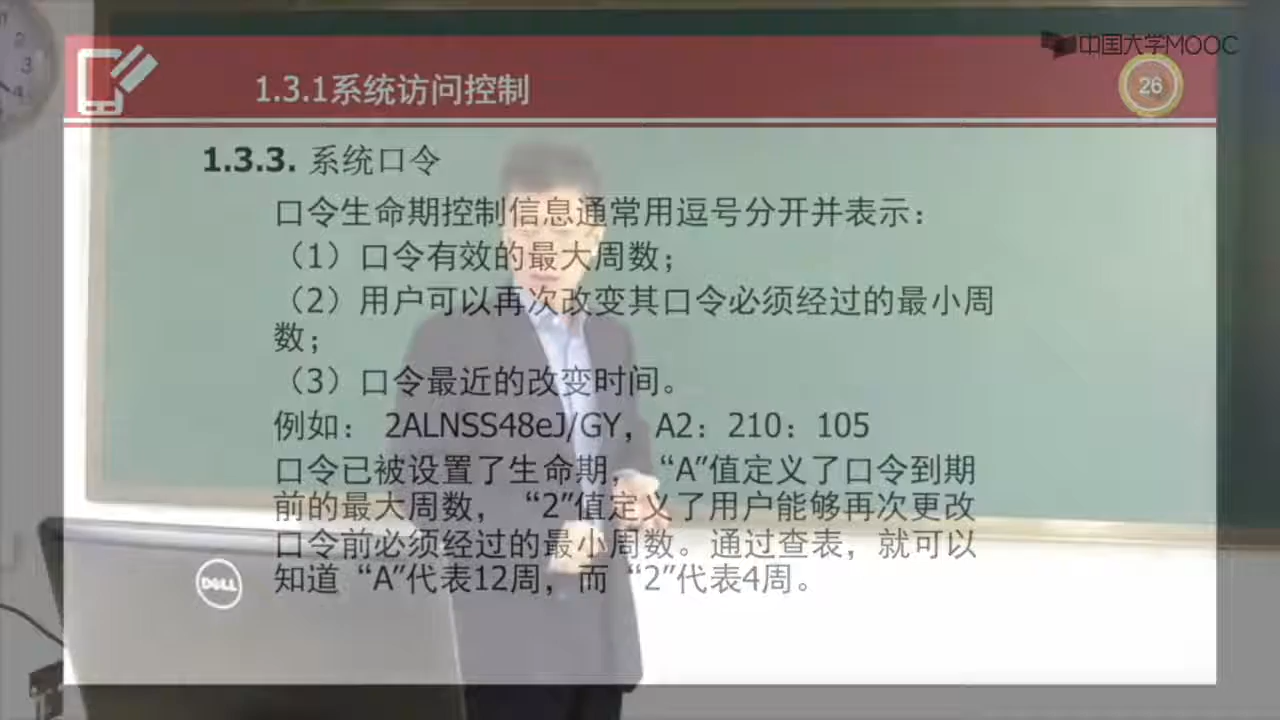 中国大学MOOC
1.3.1系统访问控制
26
1.3.3. 系统口令
口令生命期控制信息通常用逗号分开并表示：
（1）口令有效的最大周数；
（2）用户可以再次改变其口令必须经过的最小周
数；
（3）口令最近的改变时间。
例如： 2ALNSS48eJ/GY，A2：210：105
口令已被设置了生命期，“A”值定义了口令到期
前的最大周数，“2”值定义了用户能够再次更改
口令前必须经过的最小周数。通过查表，就可以
知道“A”代表12周，而“2”代表4周。
DELL
2
3
4